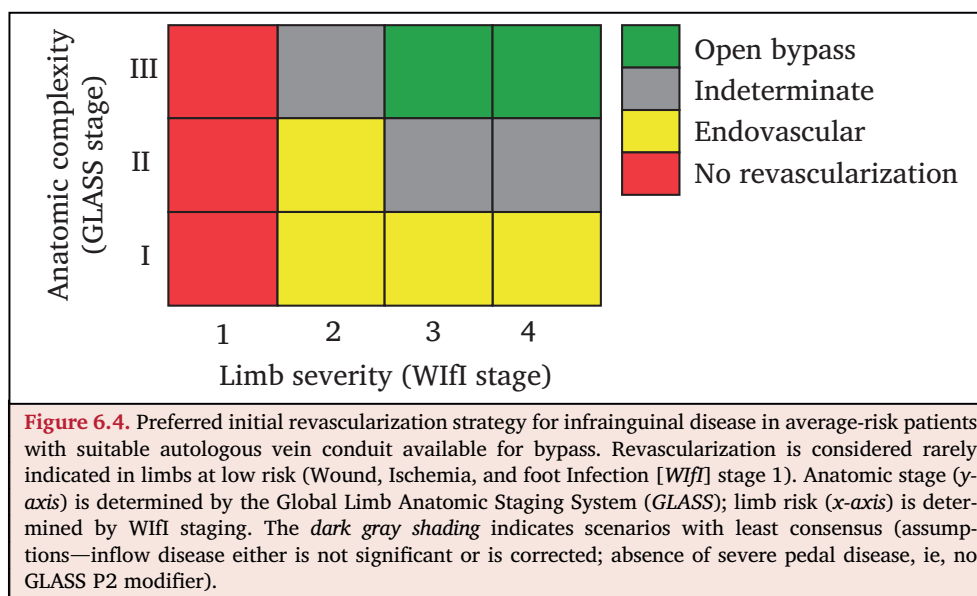 Anatomic complexity
(GLASS stage)
III
II
I
1 2 3 4
Limb severity (WIfI stage)
Open bypass
Indeterminate
Endovascular
No revascularization
Figure 6.4. Preferred initial revascularization strategy for infrainguinal disease in average-risk patients
with suitable autologous vein conduit available for bypass. Revascularization is considered rarely
indicated in limbs at low risk (Wound, Ischemia, and foot Infection [WIfI] stage 1). Anatomic stage (y-
axis) is determined by the Global Limb Anatomic Staging System (GLASS); limb risk (x-axis) is deter-
mined by WIfI staging. The dark gray shading indicates scenarios with least consensus (assump-
tions—inflow disease either is not significant or is corrected; absence of severe pedal disease, ie, no
GLASS P2 modifier).